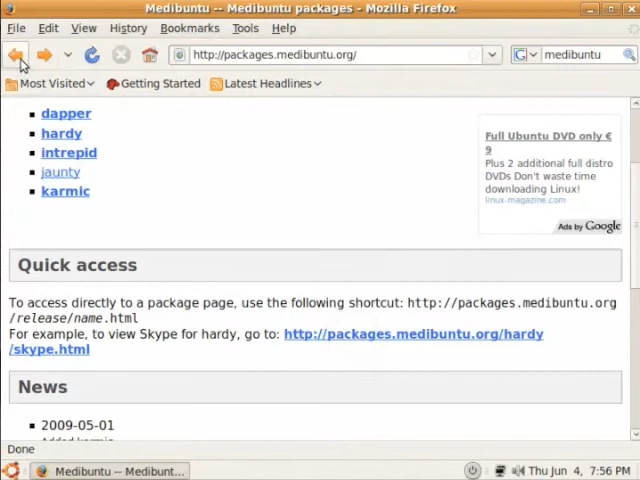 Medibuntu -- Medibuntu packages - Mozilla Firefox
File Edit View History Bookmarks Tools Help
http://packages.medibuntu.org/
G medibuntu
Most Visited Getting Started Latest Headlines
dapper
hardy
intrepid
jaunty
karmic
Full Ubuntu DVD only €
9
Plus 2 additional full distro
DVDs Don't waste time
downloading Linux!
linux-magazine.com
Ads by Google
Quick access
To access directly to a package page, use the following shortcut: http://packages.medibuntu.org
/release/name.html
For example, to view Skype for hardy, go to: http://packages.medibuntu.org/hardy
/skype.html
News
2009-05-01
Done
Medibuntu -- Medibunt...
Thu Jun 4, 7:56 PM